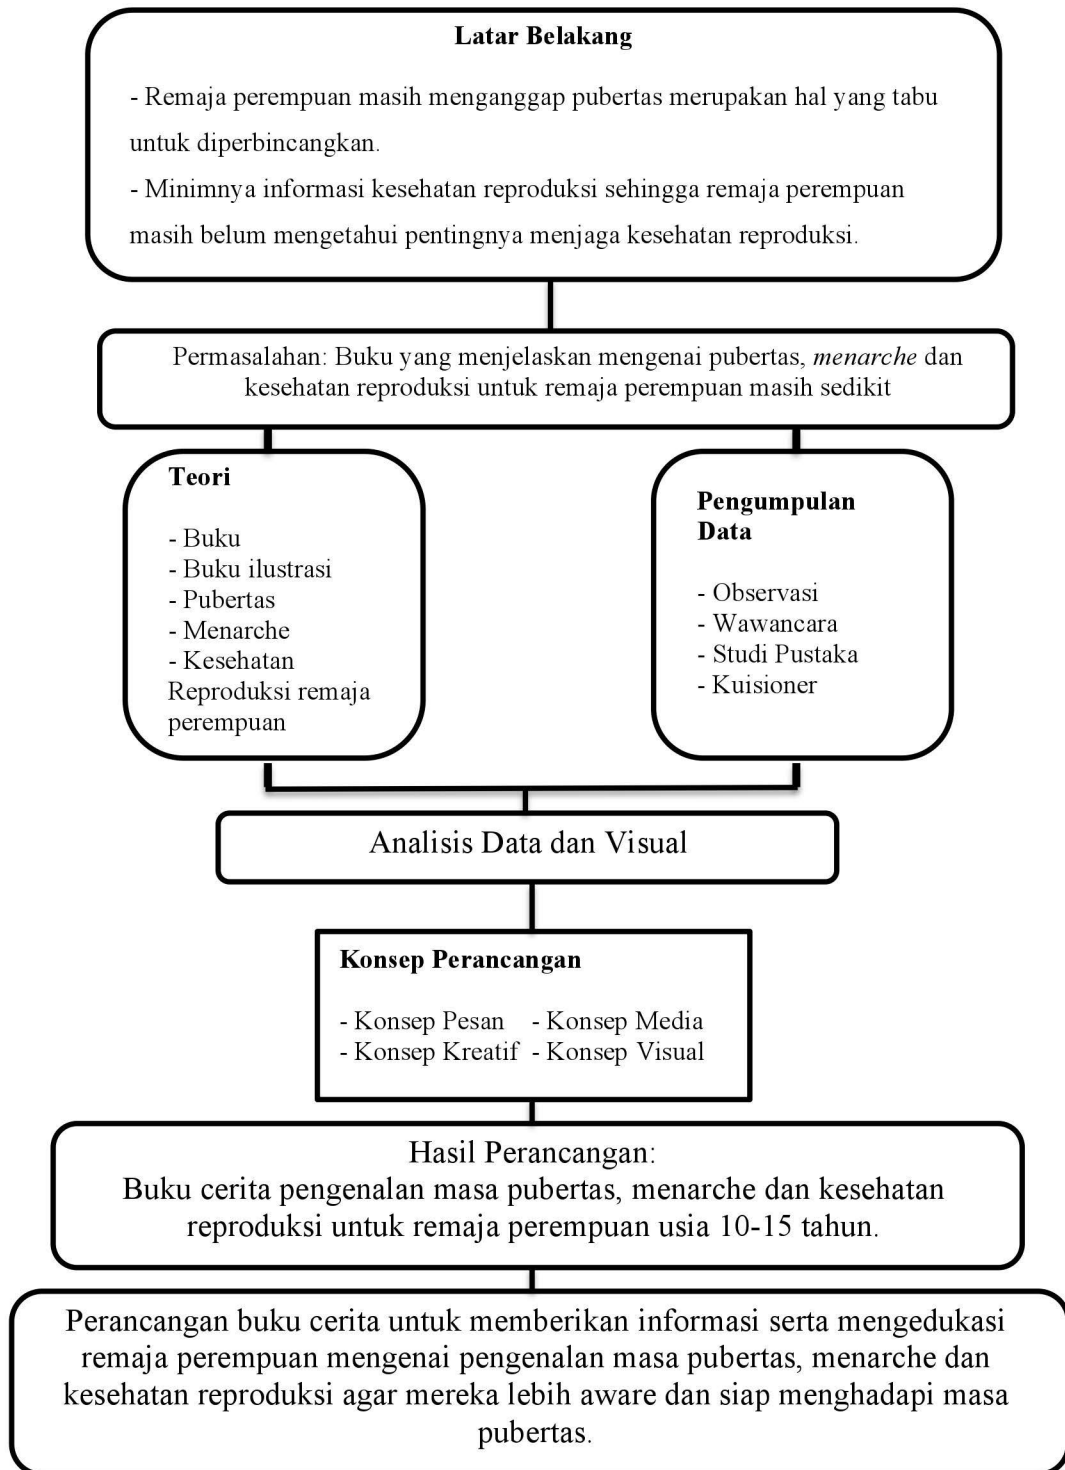 Latar Belakang
- Remaja perempuan masih menganggap pubertas merupakan hal yang tabu
untuk diperbincangkan.
- Minimnya informasi kesehatan reproduksi sehingga remaja perempuan
masih belum mengetahui pentingnya menjaga kesehatan reproduksi.
Permasalahan: Buku yang menjelaskan mengenai pubertas, menarche dan
kesehatan reproduksi untuk remaja perempuan masih sedikit
Teori
- Buku
- Buku ilustrasi
- Pubertas
- Menarche
- Kesehatan
Reproduksi remaja
perempuan
Pengumpulan
Data
- Observasi
- Wawancara
- Studi Pustaka
- Kuisioner
Analisis Data dan Visual
Konsep Perancangan
- Konsep Pesan - Konsep Media
- Konsep Kreatif - Konsep Visual
Hasil Perancangan:
Buku cerita pengenalan masa pubertas, menarche dan kesehatan
reproduksi untuk remaja perempuan usia 10-15 tahun.
Perancangan buku cerita untuk memberikan informasi serta mengedukasi
remaja perempuan mengenai pengenalan masa pubertas, menarche dan
kesehatan reproduksi agar mereka lebih aware dan siap menghadapi masa
pubertas.